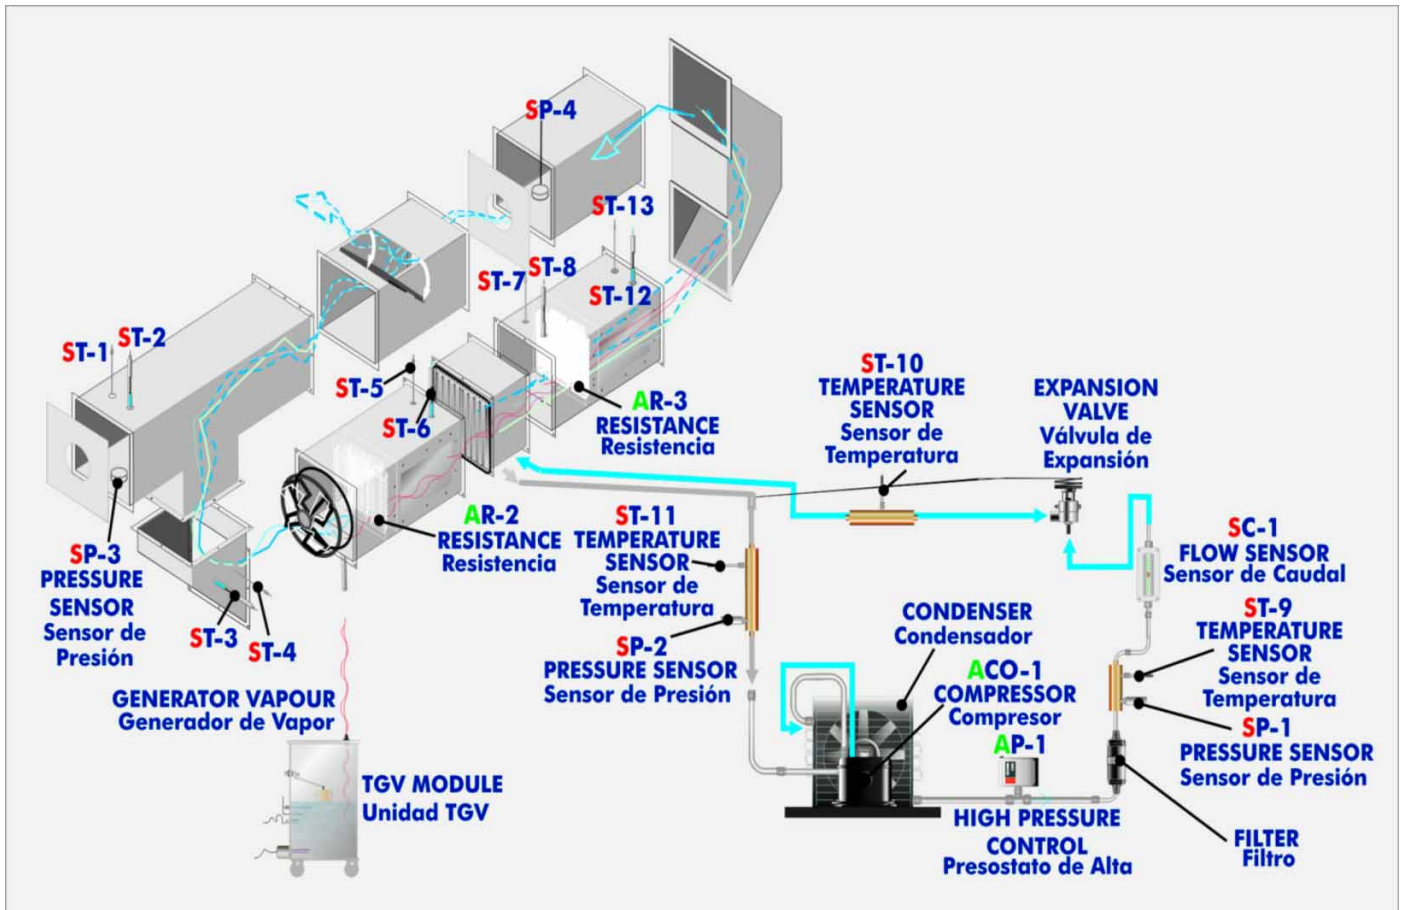 SP-4
ST-13
ST-8
ST-7
ST-12
ST-2
ST-1
ST-5
ST-6
AR-3
RESISTANCE
Resistencia
ST-10
TEMPERATURE
SENSOR
Sensor de
Temperatura
EXPANSION
VALVE
Válvula de
Expansión
AR-2
RESISTANCE
Resistencia
ST-11
TEMPERATURE
SENSOR
Sensor de
Temperatura
SC-1
FLOW SENSOR
Sensor de Caudal
SP-3
PRESSURE
SENSOR
Sensor de
Presión
ST-3
ST-4
SP-2
PRESSURE SENSOR
Sensor de Presión
CONDENSER
Condensador
ST-9
TEMPERATURE
SENSOR
Sensor de
Temperatura
ACO-1
COMPRESSOR
Compresor
GENERATOR VAPOUR
Generador de Vapor
AP-1
SP-1
PRESSURE SENSOR
Sensor de Presión
TGV MODULE
Unidad TGV
HIGH PRESSURE
CONTROL
Presostato de Alta
FILTER
Filtro